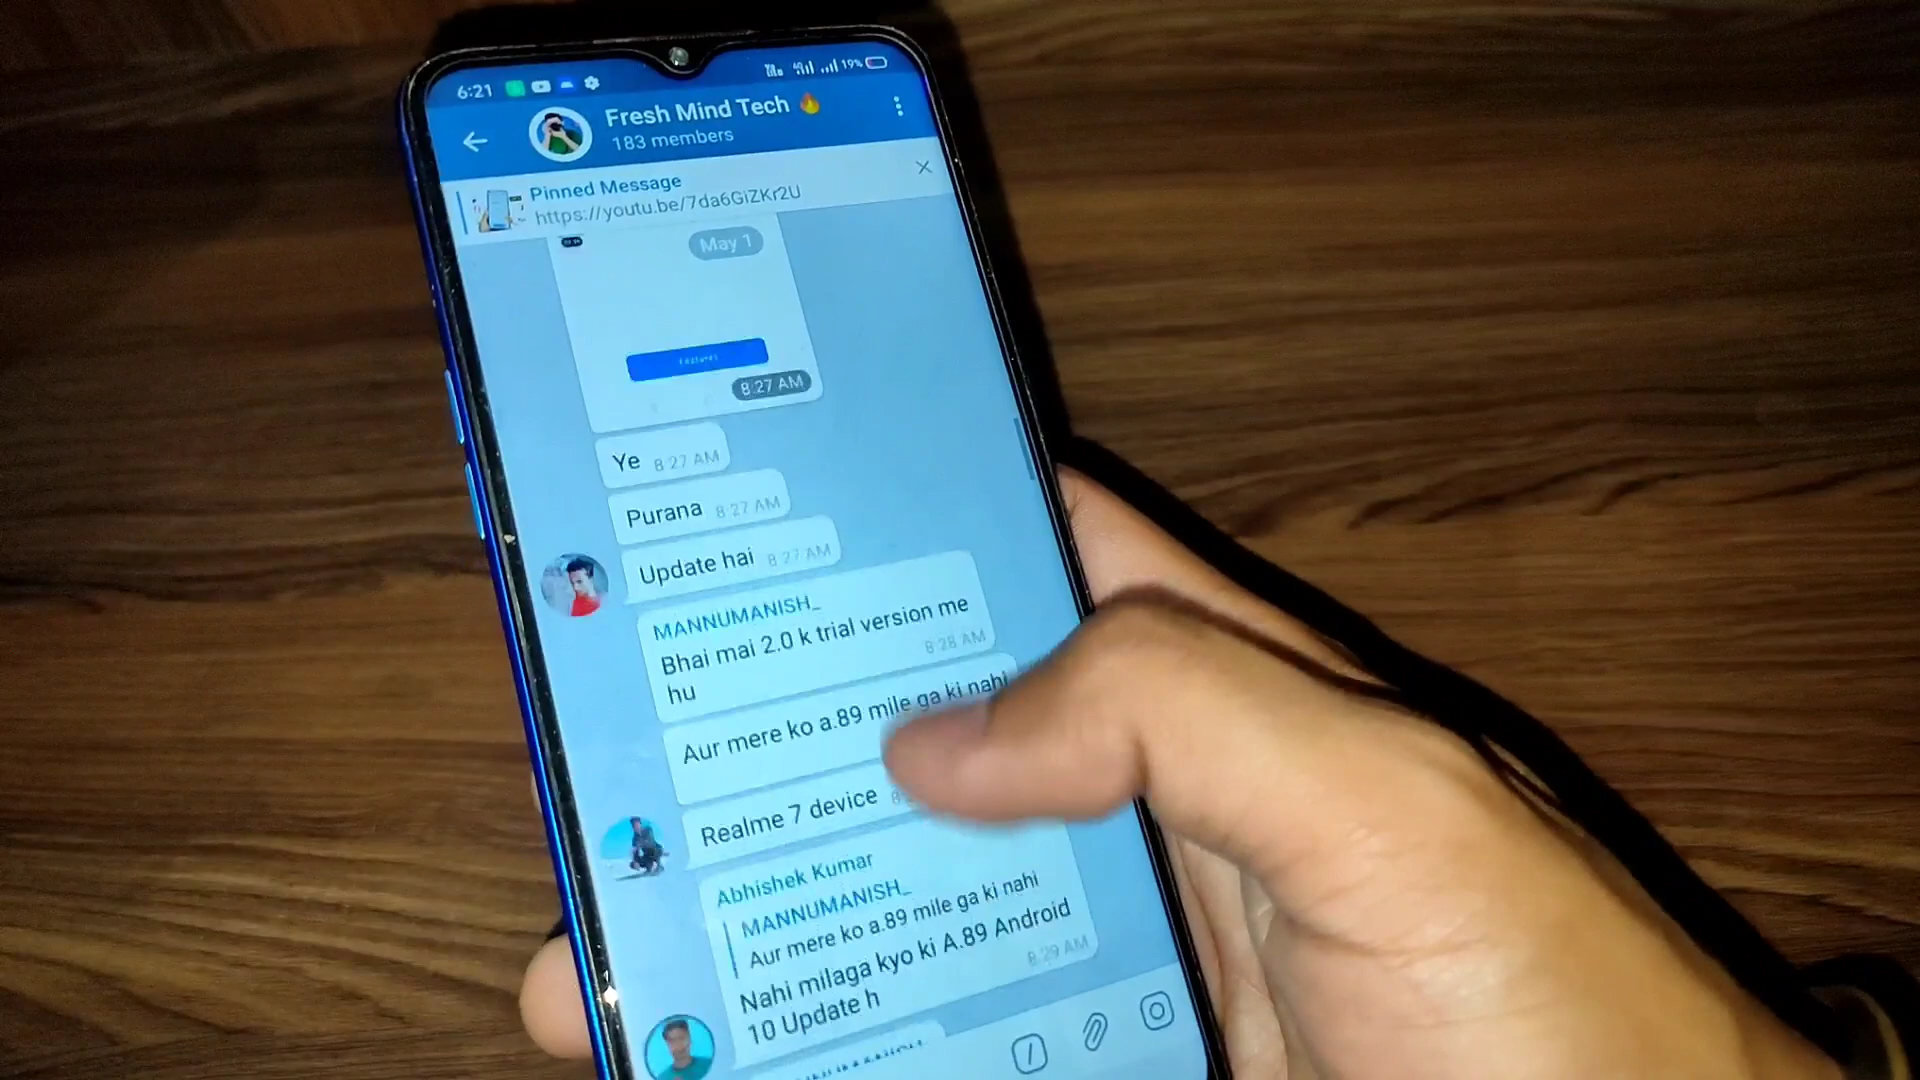 6:21
19%
Fresh Mind Tech 🔥
183 members
Pinned Message
https://youtu.be/7da6GiZKr2U
May 1
Features
8:27 AM
Ye 8:27 AM
Purana 8:27 AM
Update hai 8:27 AM
MANNUMANISH_
Bhai mai 2.0 k trial version me
hu 8:28 AM
Aur mere ko a.89 mile ga ki nahi
Realme 7 device
Abhishek Kumar
MANNUMANISH_
Aur mere ko a.89 mile ga ki nahi
Nahi milaga kyo ki A.89 Android
10 Update h 8:29 AM